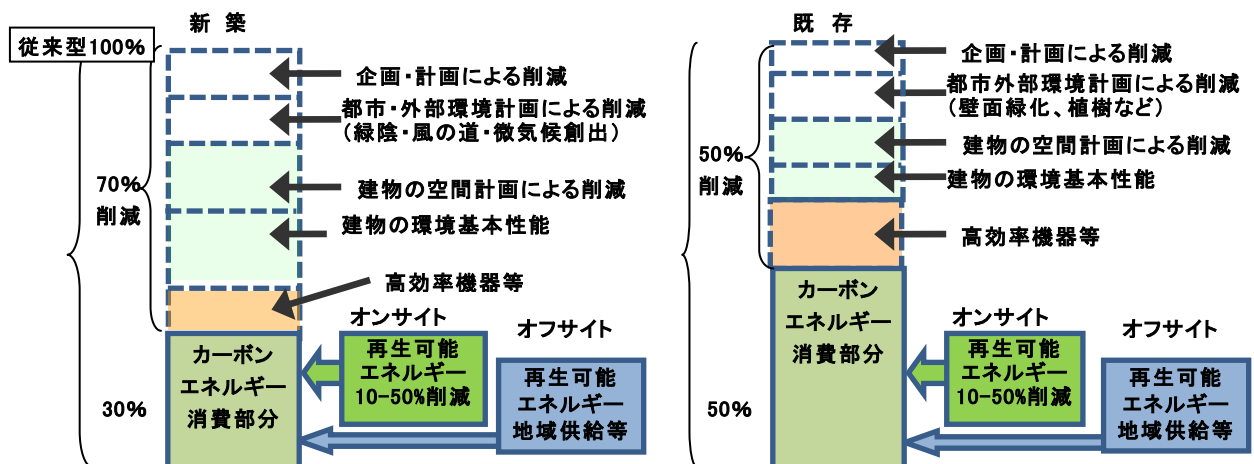 新 築
従来型100%
企画・計画による削減
都市・外部環境計画による削減
(緑陰・風の道・微気候創出)
70%
削減
建物の空間計画による削減
建物の環境基本性能
高効率機器等
オンサイト
オフサイト
カーボン
エネルギー
消費部分
30%
再生可能
エネルギー
10-50%削減
再生可能
エネルギー
地域供給等
既 存
企画・計画による削減
都市外部環境計画による削減
(壁面緑化、植樹など)
50%
削減
建物の空間計画による削減
建物の環境基本性能
高効率機器等
オンサイト
オフサイト
カーボン
エネルギー
消費部分
50%
再生可能
エネルギー
10-50%削減
再生可能
エネルギー
地域供給等